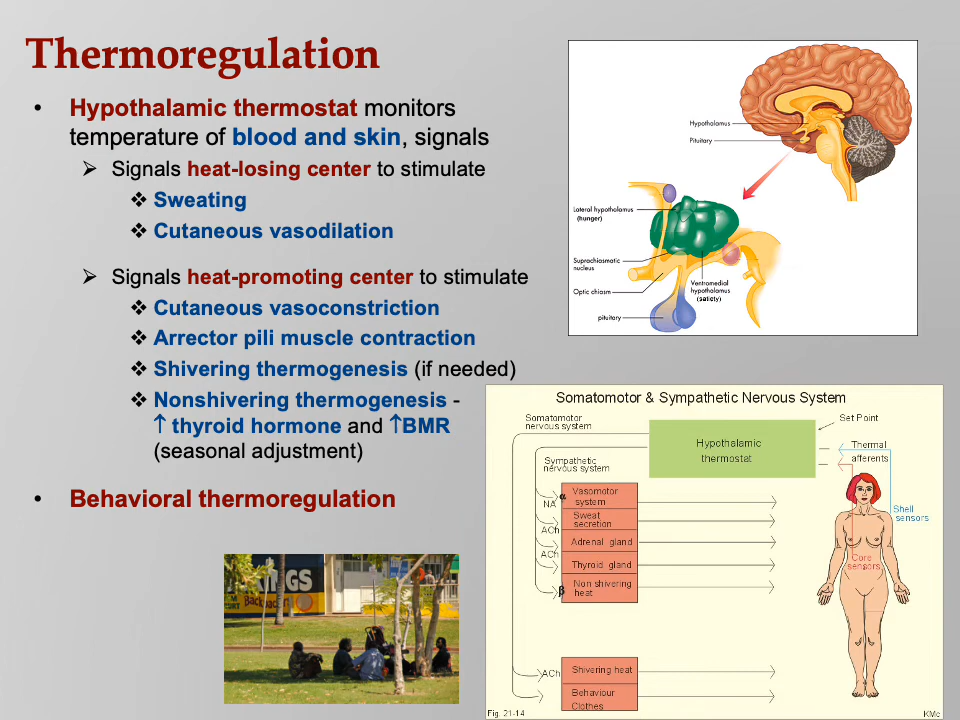 Thermoregulation
• Hypothalamic thermostat monitors
temperature of blood and skin, signals
➢ Signals heat-losing center to stimulate
❖ Sweating
❖ Cutaneous vasodilation
➢ Signals heat-promoting center to stimulate
❖ Cutaneous vasoconstriction
❖ Arrector pili muscle contraction
❖ Shivering thermogenesis (if needed)
❖ Nonshivering thermogenesis -
↑ thyroid hormone and ↑BMR
(seasonal adjustment)
• Behavioral thermoregulation
Hypothalamus
Pituitary
Lateral hypothalamus
(hunger)
Suprachiasmatic
nucleus
Optic chiasm
pituitary
Ventromedial
hypothalamus
(satiety)
Somatomotor & Sympathetic Nervous System
Somatomotor
nervous system
Set Point
Hypothalamic
thermostat
Thermal
afferents
Sympathetic
nervous system
α
NA
Vasomotor
system
Sweat
secretion
ACh
Adrenal gland
ACh
Thyroid gland
β
Non shivering
heat
Shell
sensors
Core
sensors
ACh
Shivering heat
Behaviour
Clothes
Fig. 21-14
KMc
NGS
Backpackers